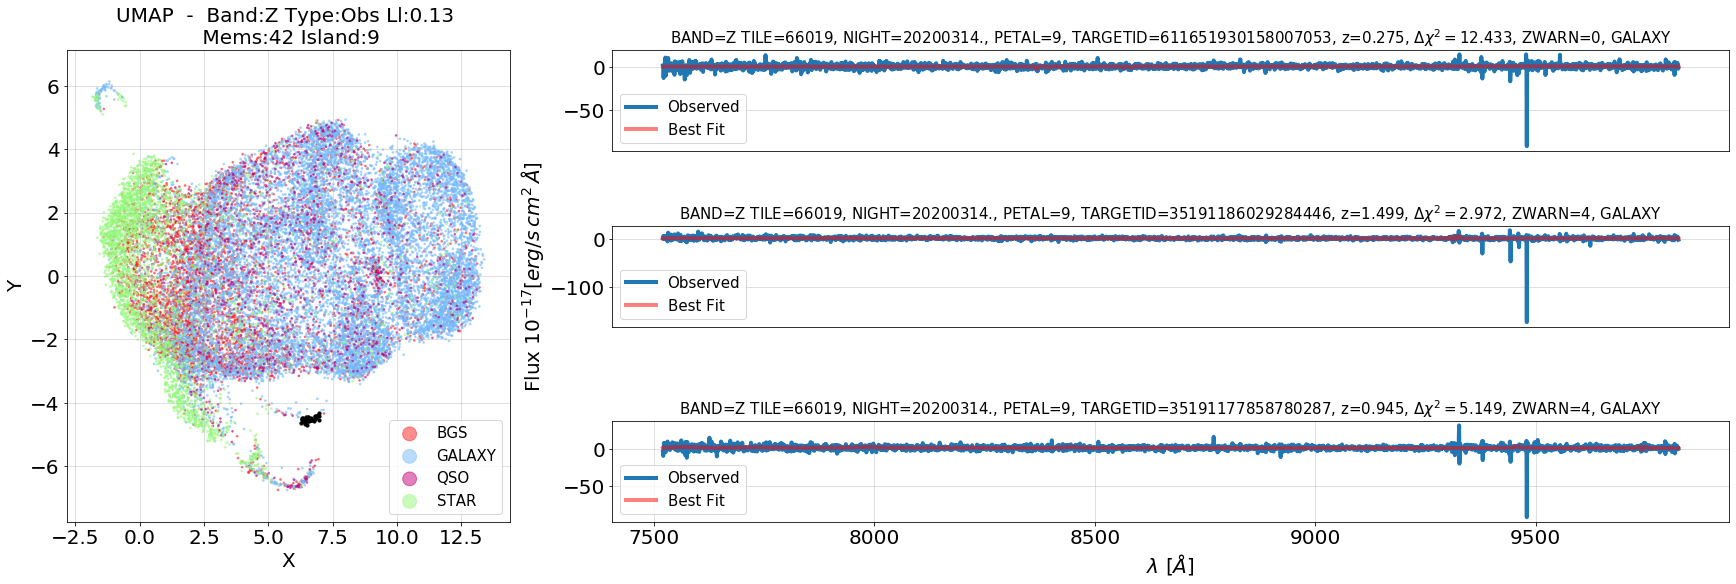 UMAP - Band:Z Type:Obs Ll:0.13
Mems:42 Island:9
6
4
2
0
−2
−4
−6
Y
BGS
GALAXY
QSO
STAR
−2.5 0.0 2.5 5.0 7.5 10.0 12.5
X
Flux 10⁻¹⁷[erg/s cm² Å]
BAND=Z TILE=66019, NIGHT=20200314., PETAL=9, TARGETID=611651930158007053, z=0.275, Δχ² = 12.433, ZWARN=0, GALAXY
0
−50
Observed
Best Fit
BAND=Z TILE=66019, NIGHT=20200314., PETAL=9, TARGETID=35191186029284446, z=1.499, Δχ² = 2.972, ZWARN=4, GALAXY
0
−100
Observed
Best Fit
BAND=Z TILE=66019, NIGHT=20200314., PETAL=9, TARGETID=35191177858780287, z=0.945, Δχ² = 5.149, ZWARN=4, GALAXY
0
−50
Observed
Best Fit
7500 8000 8500 9000 9500
λ [Å]